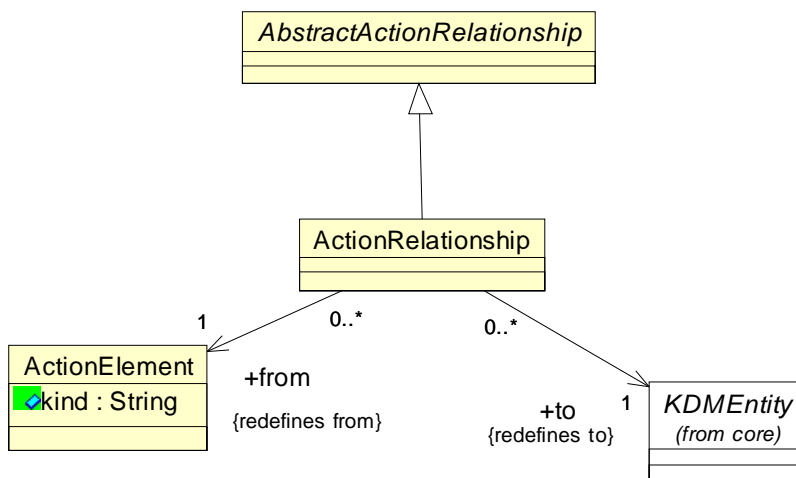 AbstractActionRelationship
ActionRelationship
1
0..*
0..*
ActionElement
kind : String
+from
{redefines from}
+to
{redefines to}
1
KDMEntity
(from core)